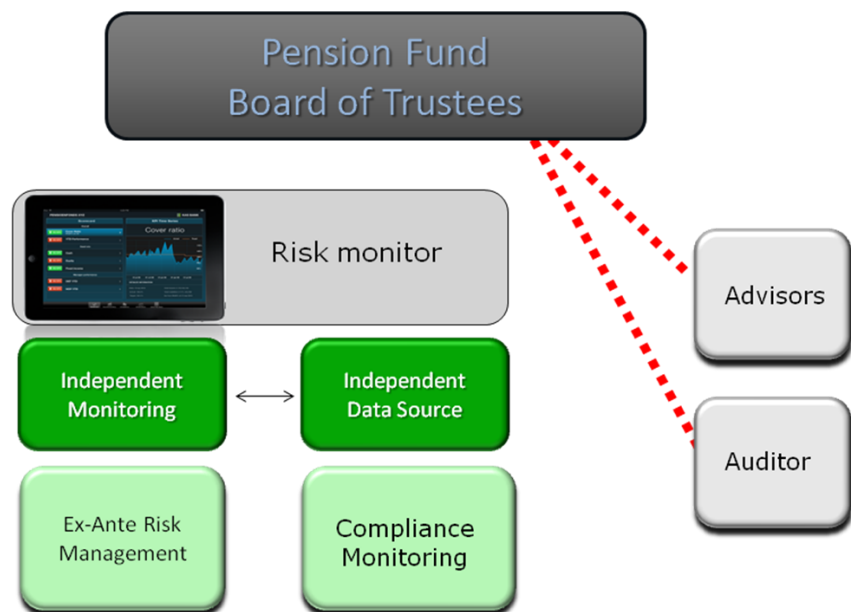 Pension Fund
Board of Trustees
Cover ratio
Risk monitor
Advisors
Independent
Monitoring
Independent
Data Source
Auditor
Ex-Ante Risk
Management
Compliance
Monitoring